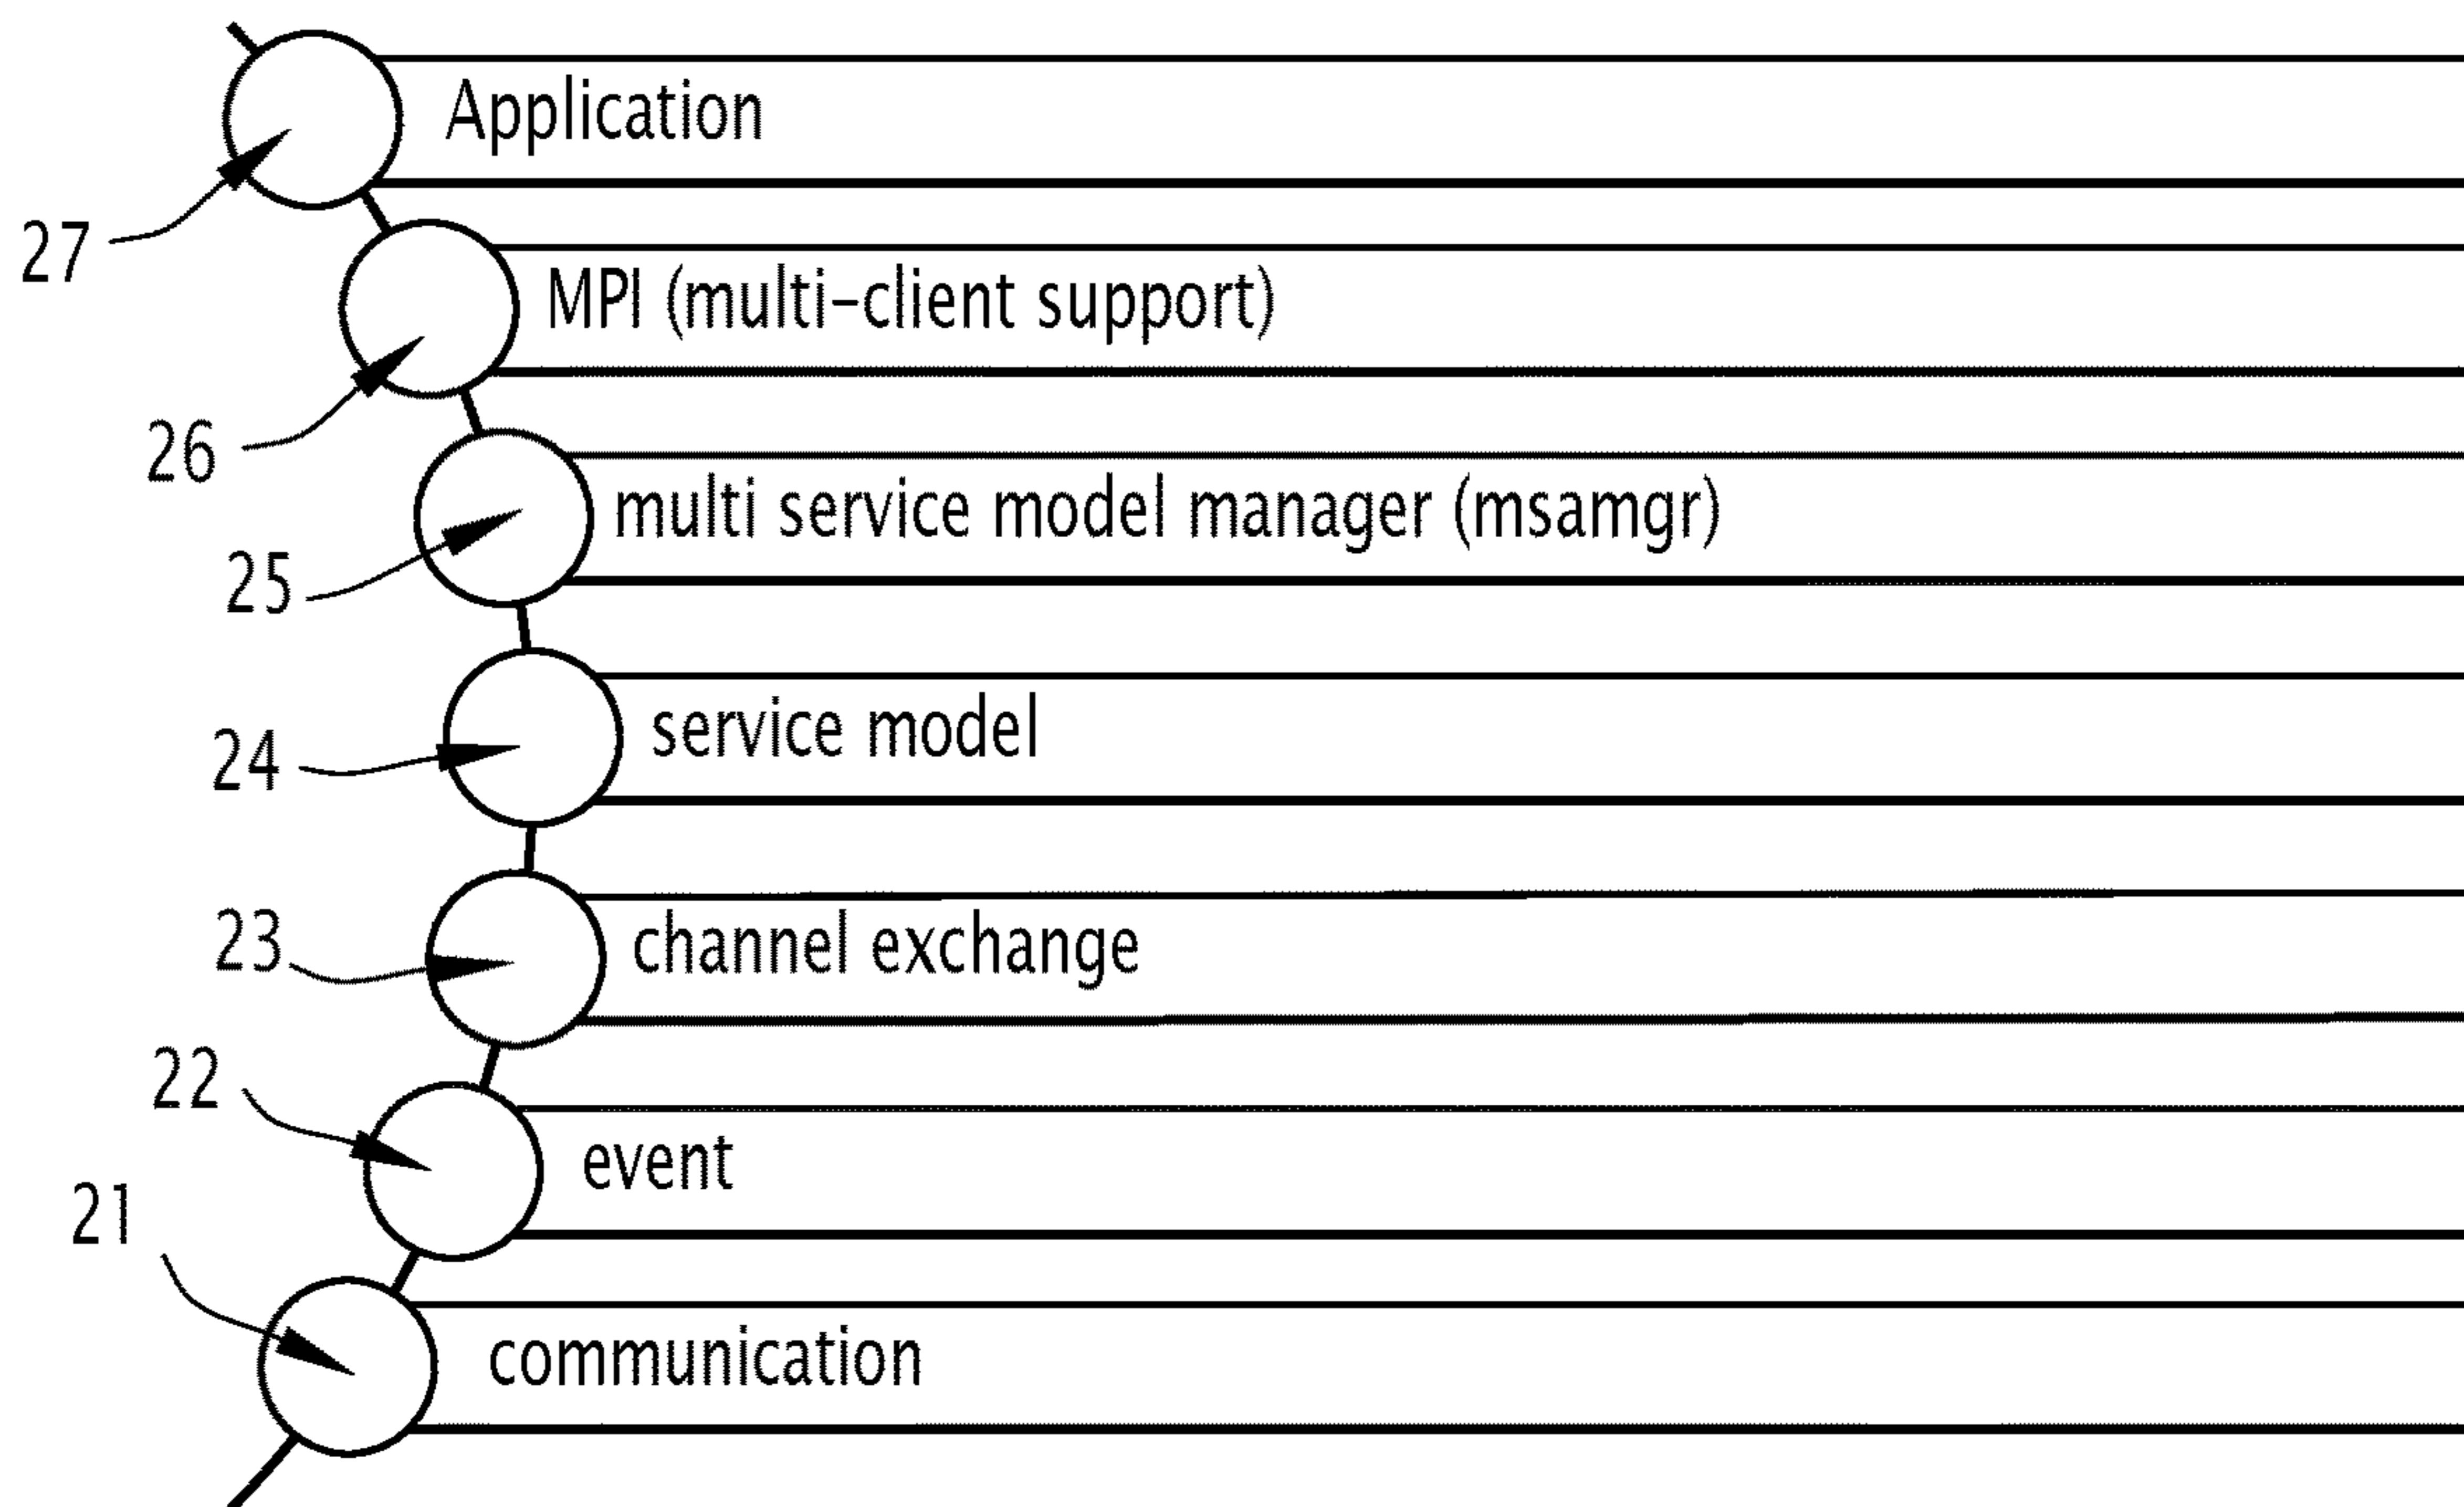 Application
27
MPI (multi-client support)
26
multi service model manager (msamgr)
25
service model
24
channel exchange
23
22
event
21
communication